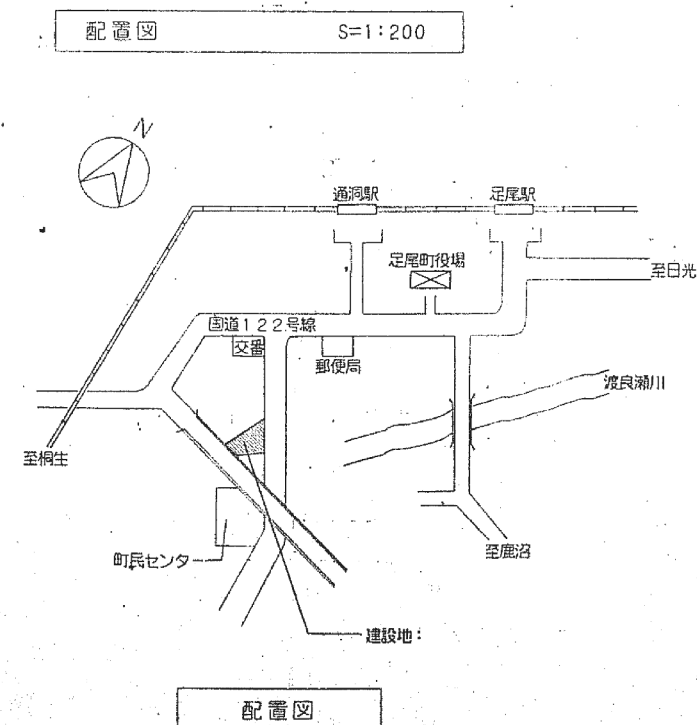 配置図 S=1:200
N
通洞駅
足尾駅
足尾町役場
至日光
国道122号線
交番
郵便局
渡良瀬川
至桐生
町民センタ
至鹿沼
建設地:
配置図